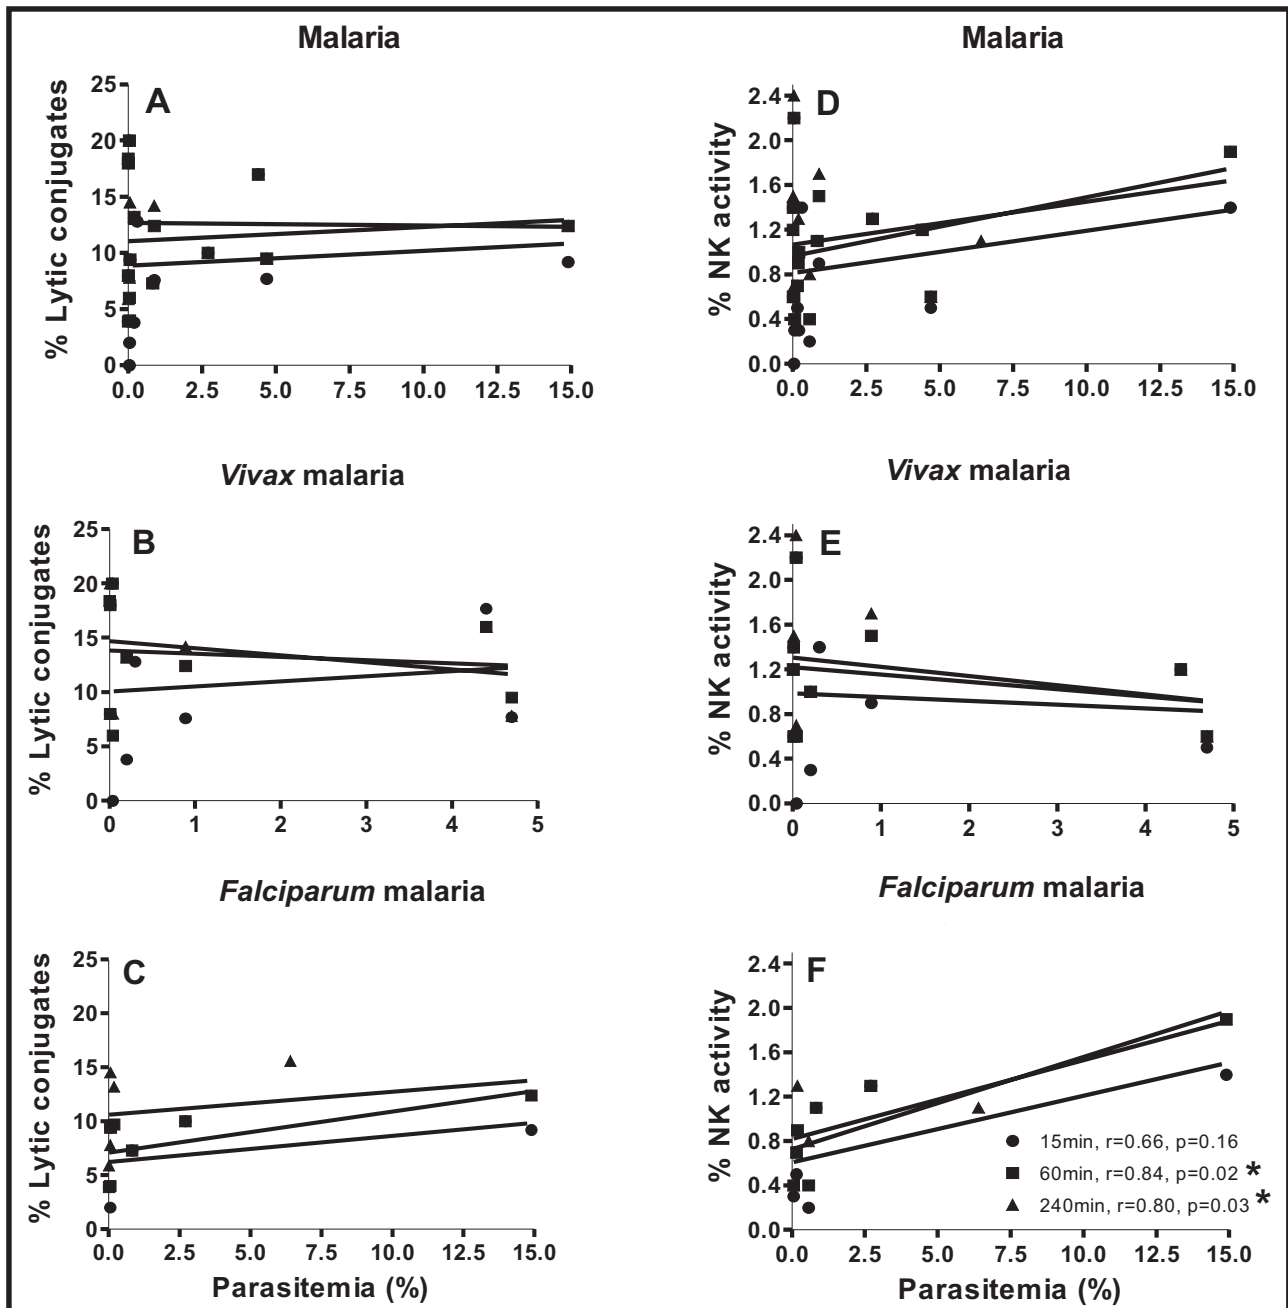 Malaria
A
% Lytic conjugates
25
20
15
10
5
0
0.0 2.5 5.0 7.5 10.0 12.5 15.0
Malaria
D
% NK activity
2.4
2.0
1.6
1.2
0.8
0.4
0.0
0.0 2.5 5.0 7.5 10.0 12.5 15.0
Vivax malaria
B
% Lytic conjugates
25
20
15
10
5
0
0 1 2 3 4 5
Vivax malaria
E
% NK activity
2.4
2.0
1.6
1.2
0.8
0.4
0.0
0 1 2 3 4 5
Falciparum malaria
C
% Lytic conjugates
25
20
15
10
5
0
0.0 2.5 5.0 7.5 10.0 12.5 15.0
Parasitemia (%)
Falciparum malaria
F
% NK activity
2.4
2.0
1.6
1.2
0.8
0.4
0.0
15min, r=0.66, p=0.16
60min, r=0.84, p=0.02 *
240min, r=0.80, p=0.03 *
0.0 2.5 5.0 7.5 10.0 12.5 15.0
Parasitemia (%)